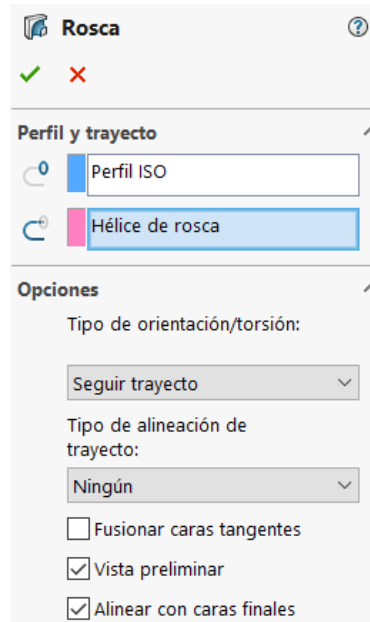 Rosca
Perfil y trayecto
Perfil ISO
Hélice de rosca
Opciones
Tipo de orientación/torsión:
Seguir trayecto
Tipo de alineación de
trayecto:
Ningún
Fusionar caras tangentes
Vista preliminar
Alinear con caras finales